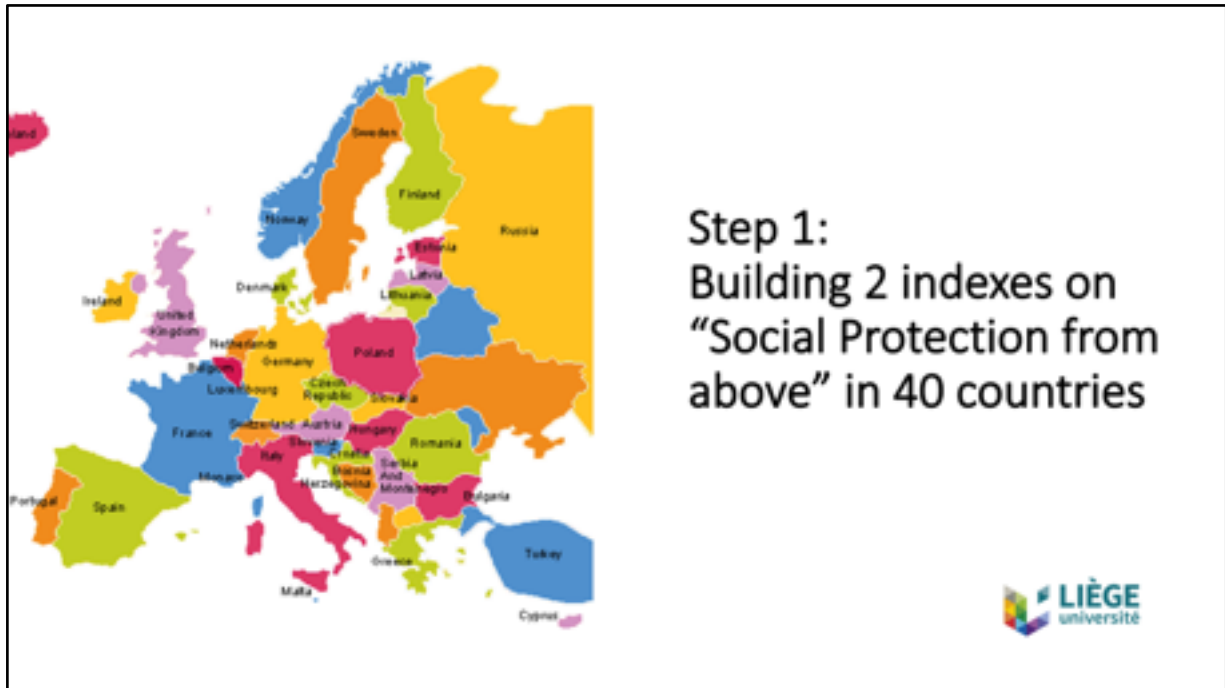 land
Sweden
Finland
Norway
Russia
Estonia
Latvia
Denmark
Lithuania
Ireland
United
Kingdom
Netherlands
Belgium
Germany
Poland
Luxembourg
Czech
Republic
Slovakia
France
Switzerland
Austria
Hungary
Slovenia
Romania
Italy
Croatia
Monaco
Bosnia
Herzegovina
Serbia
And
Montenegro
Bulgaria
Portugal
Spain
Greece
Turkey
Malta
Cyprus
Step 1:
Building 2 indexes on
“Social Protection from
above” in 40 countries
LIÈGE
université